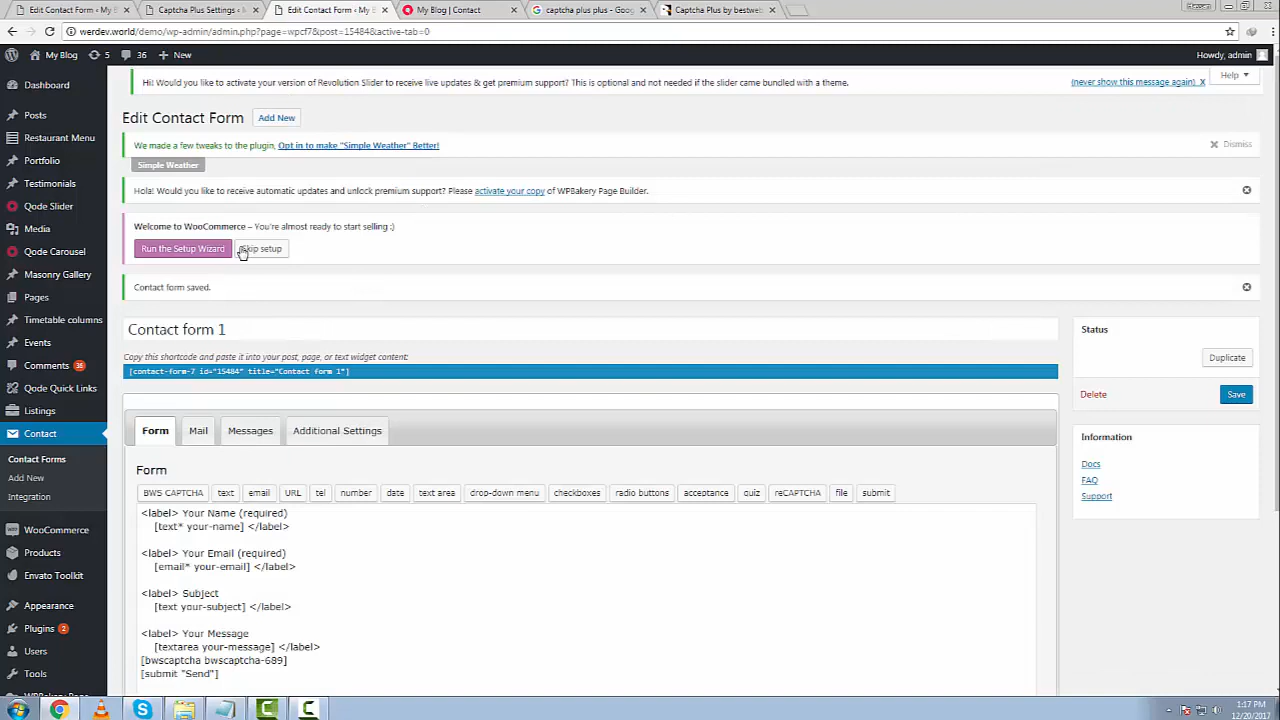 Edit Contact Form ‹ My B
Captcha Plus Settings ‹ M
Edit Contact Form ‹ My B
My Blog | Contact
captcha plus plus - Goog
Captcha Plus by bestweb
werdev.world/demo/wp-admin/admin.php?page=wpcf7&post=15484&active-tab=0
My Blog 5 36 + New
Howdy, admin
Hi! Would you like to activate your version of Revolution Slider to receive live updates & get premium support? This is optional and not needed if the slider came bundled with a theme.
(never show this message again) X
Help
Edit Contact Form Add New
We made a few tweaks to the plugin, Opt in to make "Simple Weather" Better!
Dismiss
Simple Weather
Hola! Would you like to receive automatic updates and unlock premium support? Please activate your copy of WPBakery Page Builder.
Welcome to WooCommerce – You're almost ready to start selling :)
Run the Setup Wizard Skip setup
Contact form saved.
Contact form 1
Copy this shortcode and paste it into your post, page, or text widget content:
[contact-form-7 id="15484" title="Contact form 1"]
Form Mail Messages Additional Settings
Form
BWS CAPTCHA text email URL tel number date text area drop-down menu checkboxes radio buttons acceptance quiz reCAPTCHA file submit
<label> Your Name (required)
[text* your-name] </label>
<label> Your Email (required)
[email* your-email] </label>
<label> Subject
[text your-subject] </label>
<label> Your Message
[textarea your-message] </label>
[bwscaptcha bwscaptcha-689]
[submit "Send"]
Status
Duplicate
Delete Save
Information
Docs
FAQ
Support
Dashboard
Posts
Restaurant Menu
Portfolio
Testimonials
Qode Slider
Media
Qode Carousel
Masonry Gallery
Pages
Timetable columns
Events
Comments 36
Qode Quick Links
Listings
Contact
Contact Forms
Add New
Integration
WooCommerce
Products
Envato Toolkit
Appearance
Plugins 2
Users
Tools
WPBakery Page
1:17 PM
12/20/2017